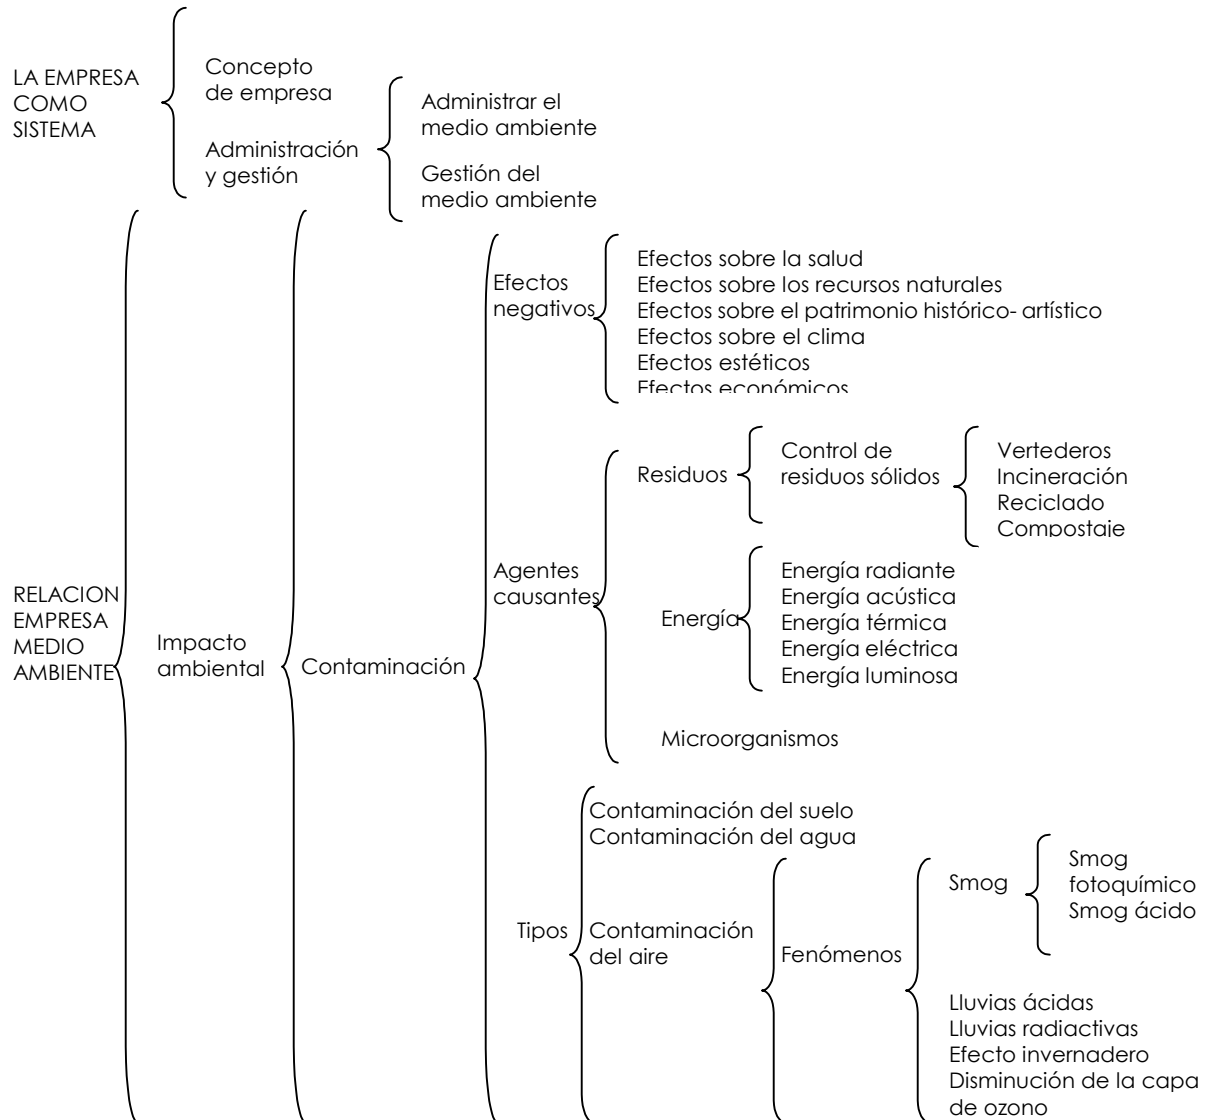 LA EMPRESA
COMO
SISTEMA
Concepto
de empresa
Administración
y gestión
Administrar el
medio ambiente
Gestión del
medio ambiente
RELACION
EMPRESA
MEDIO
AMBIENTE
Impacto
ambiental
Contaminación
Efectos
negativos
Efectos sobre la salud
Efectos sobre los recursos naturales
Efectos sobre el patrimonio histórico- artístico
Efectos sobre el clima
Efectos estéticos
Efectos económicos
Agentes
causantes
Residuos
Control de
residuos sólidos
Vertederos
Incineración
Reciclado
Compostaje
Energía
Energía radiante
Energía acústica
Energía térmica
Energía eléctrica
Energía luminosa
Microorganismos
Tipos
Contaminación del suelo
Contaminación del agua
Contaminación
del aire
Fenómenos
Smog
Smog
fotoquímico
Smog ácido
Lluvias ácidas
Lluvias radiactivas
Efecto invernadero
Disminución de la capa
de ozono